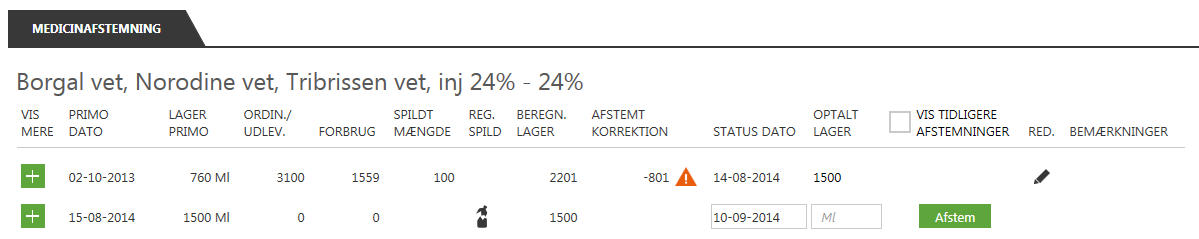 MEDICINAFSTEMNING
Borgal vet, Norodine vet, Tribrissen vet, inj 24% - 24%
VIS MERE PRIMO DATO LAGER PRIMO ORDIN./ UDLEV. FORBRUG SPILDT MÆNGDE REG. SPILD BEREGN. LAGER AFSTEMT KORREKTION STATUS DATO OPTALT LAGER VIS TIDLIGERE AFSTEMNINGER RED. BEMÆRKNINGER
02-10-2013 760 Ml 3100 1559 100 2201 -801 14-08-2014 1500
15-08-2014 1500 Ml 0 0 1500 10-09-2014 Ml Afstem